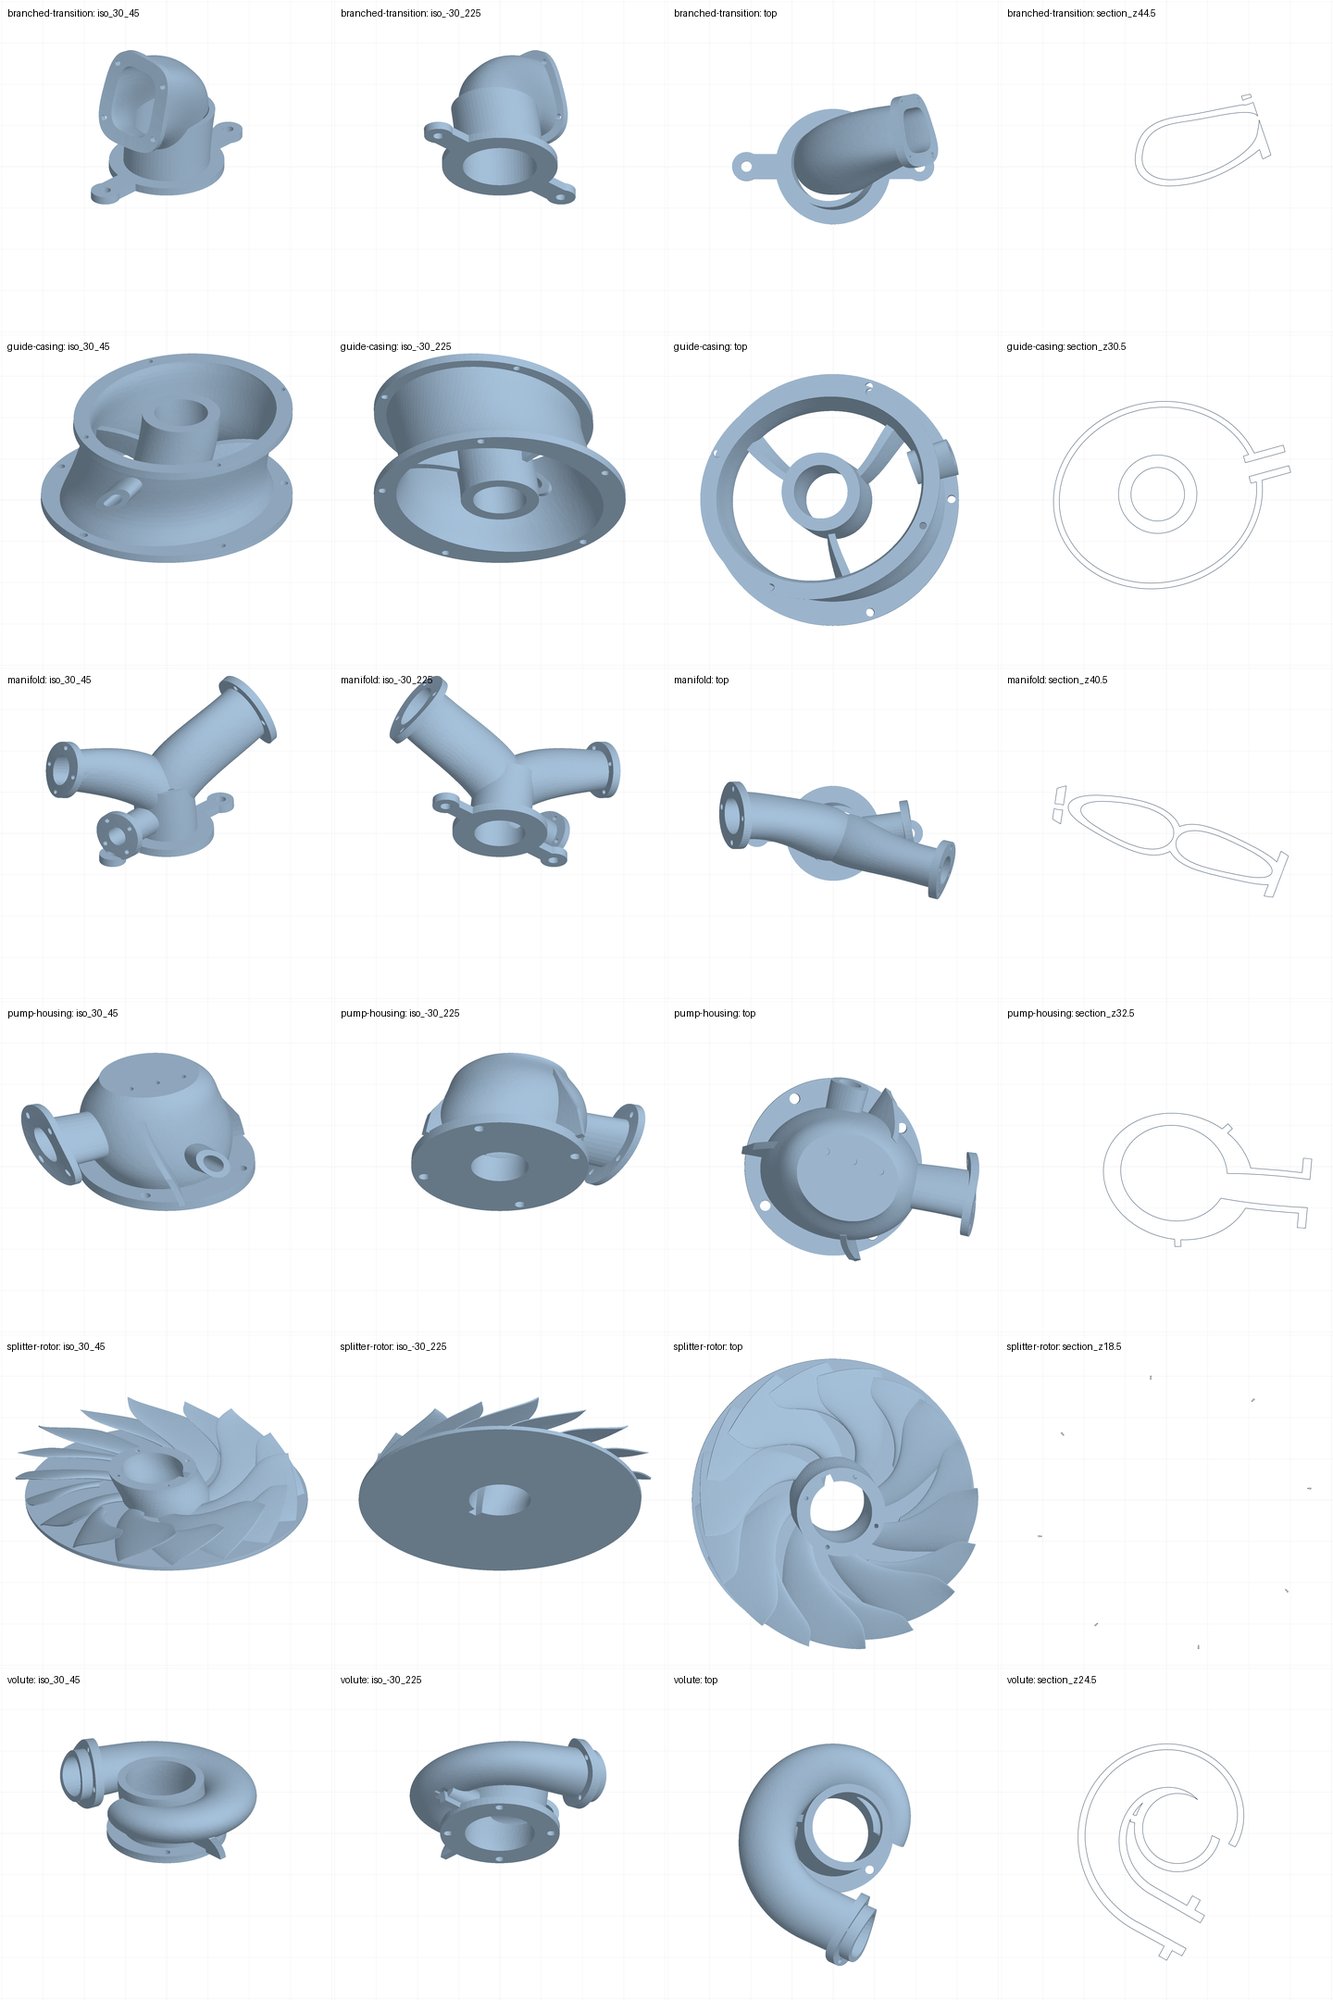 branched-transition: iso_30_45
branched-transition: iso_-30_225
branched-transition: top
branched-transition: section_z44.5
guide-casing: iso_30_45
guide-casing: iso_-30_225
guide-casing: top
guide-casing: section_z30.5
manifold: iso_30_45
manifold: iso_-30_225
manifold: top
manifold: section_z40.5
pump-housing: iso_30_45
pump-housing: iso_-30_225
pump-housing: top
pump-housing: section_z32.5
splitter-rotor: iso_30_45
splitter-rotor: iso_-30_225
splitter-rotor: top
splitter-rotor: section_z18.5
volute: iso_30_45
volute: iso_-30_225
volute: top
volute: section_z24.5